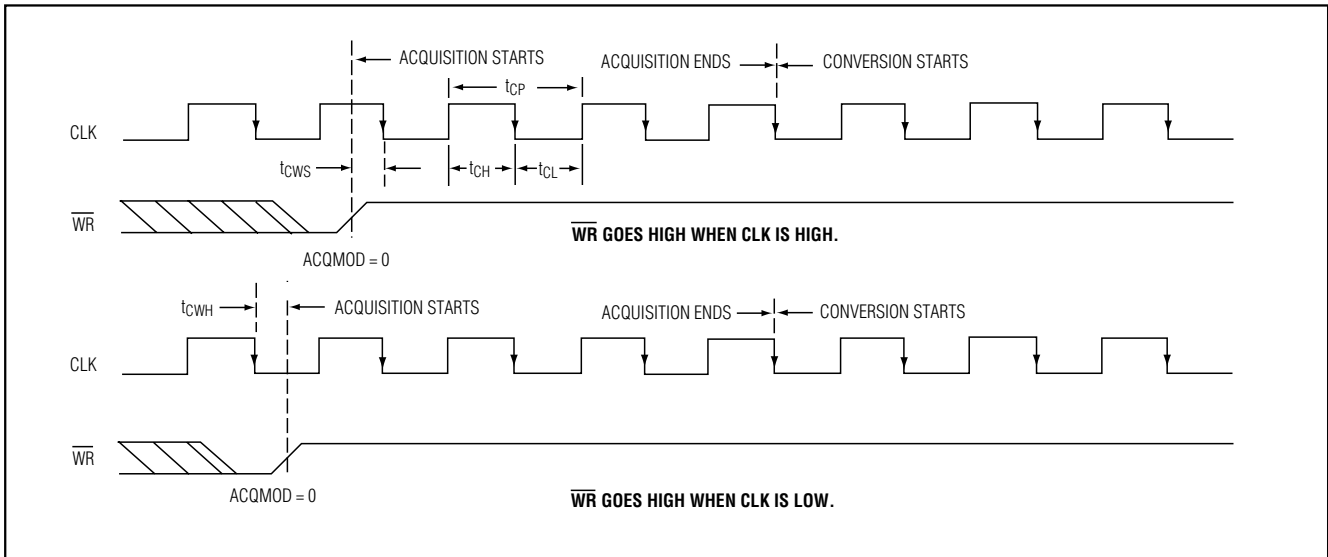 ACQUISITION STARTS
ACQUISITION ENDS
CONVERSION STARTS
tCP
CLK
tCWS
tCH
tCL
WR
WR GOES HIGH WHEN CLK IS HIGH.
ACQMOD = 0
tCWH
ACQUISITION STARTS
ACQUISITION ENDS
CONVERSION STARTS
CLK
WR
ACQMOD = 0
WR GOES HIGH WHEN CLK IS LOW.